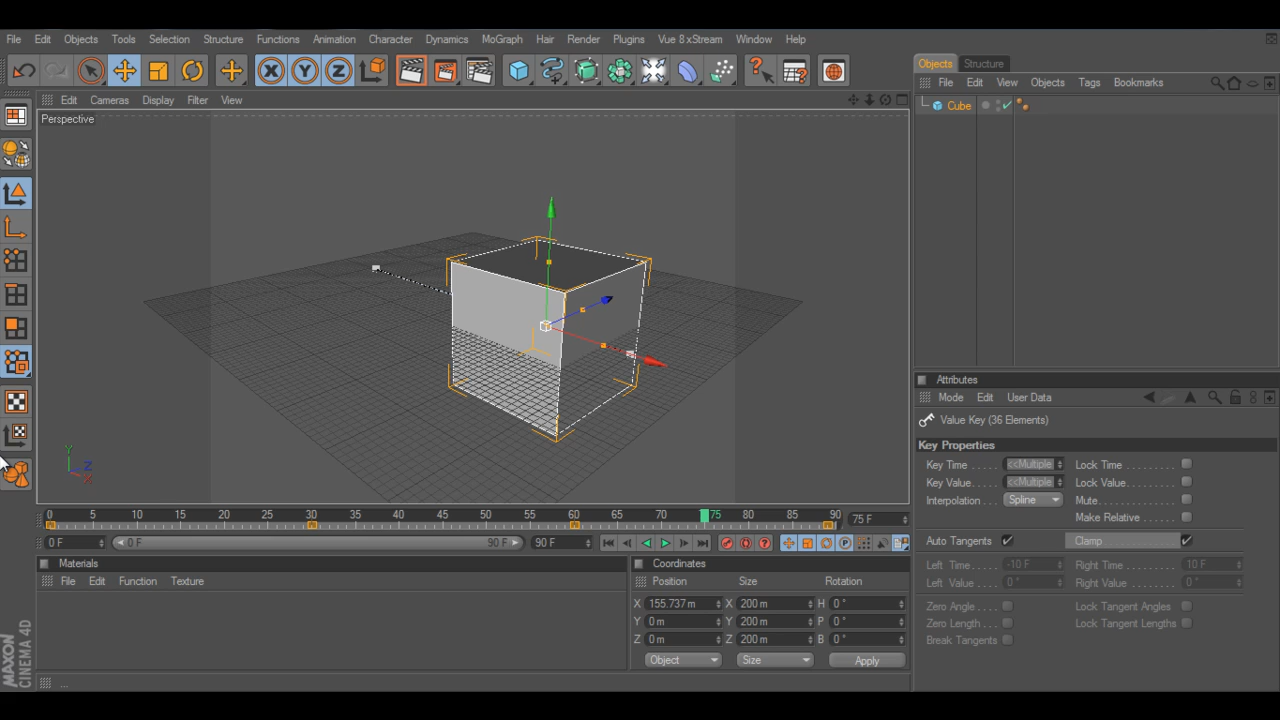 File Edit Objects Tools Selection Structure Functions Animation Character Dynamics MoGraph Hair Render Plugins Vue 8 xStream Window Help
Objects Structure
File Edit View Objects Tags Bookmarks
Edit Cameras Display Filter View
Perspective
Cube
Attributes
Mode Edit User Data
Value Key (36 Elements)
Key Properties
Key Time ..... <<Multiple Lock Time ........
Key Value..... <<Multiple Lock Value.......
Interpolation ... Spline Mute...............
Make Relative ...
Auto Tangents Clamp..............
Left Time .... -10 F Right Time .... 10 F
Left Value ... 0 ° Right Value ... 0 °
Zero Angle .... Lock Tangent Angles
Zero Length .... Lock Tangent Lengths
Break Tangents
Y
Z
X
0 5 10 15 20 25 30 35 40 45 50 55 60 65 70 75 80 85 90
75 F
0 F 0 F 90 F 90 F
Materials
File Edit Function Texture
Coordinates
Position Size Rotation
X 155.737 m X 200 m H 0 °
Y 0 m Y 200 m P 0 °
Z 0 m Z 200 m B 0 °
Object Size Apply
MAXON
CINEMA 4D
...